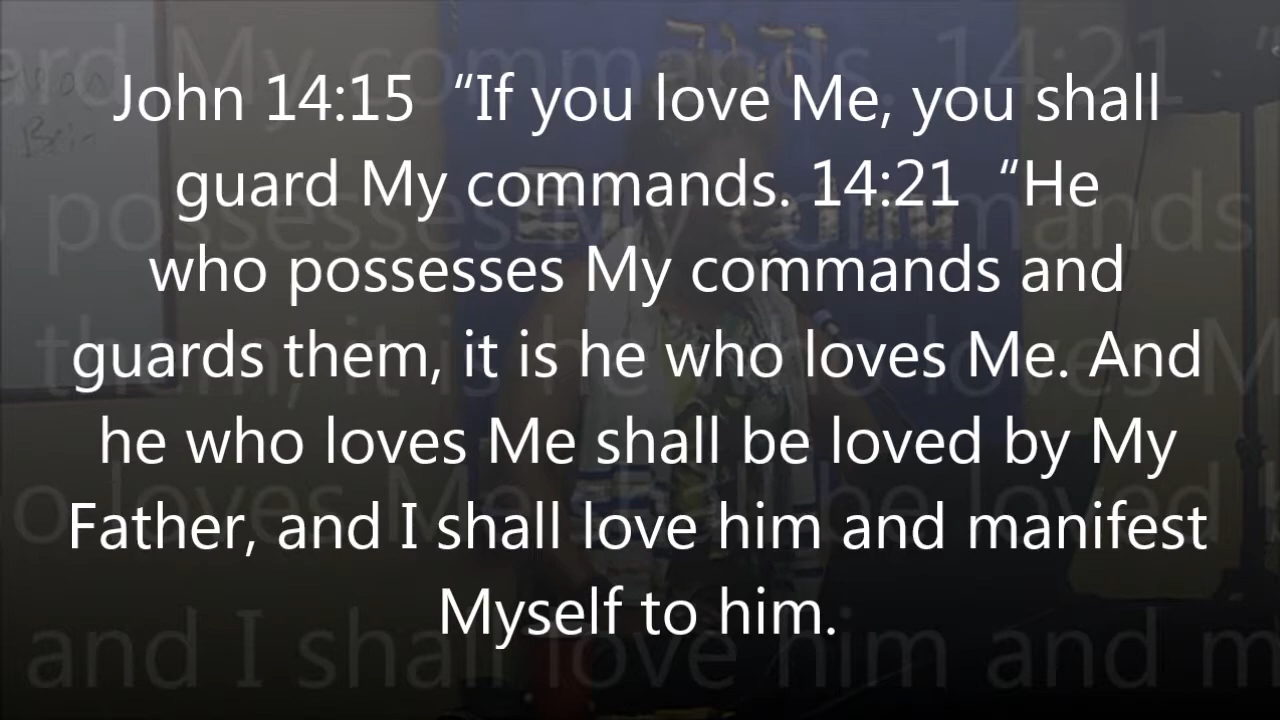 John 14:15 “If you love Me, you shall
guard My commands. 14:21 “He
who possesses My commands and
guards them, it is he who loves Me. And
he who loves Me shall be loved by My
Father, and I shall love him and manifest
Myself to him.